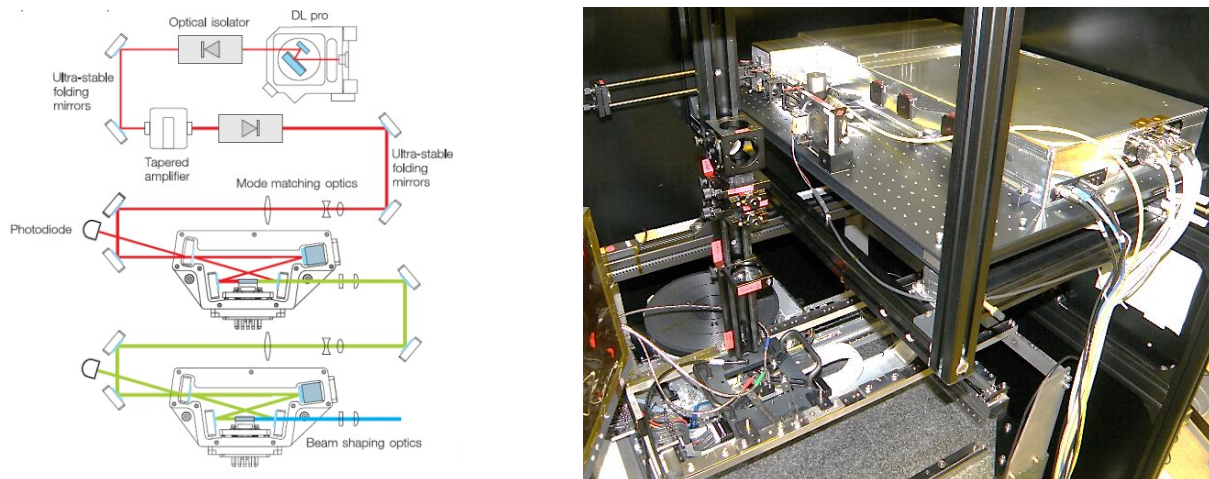 Optical isolator
DL pro
Ultra-stable
folding
mirrors
Tapered
amplifier
Ultra-stable
folding
mirrors
Mode matching optics
Photodiode
Beam shaping optics